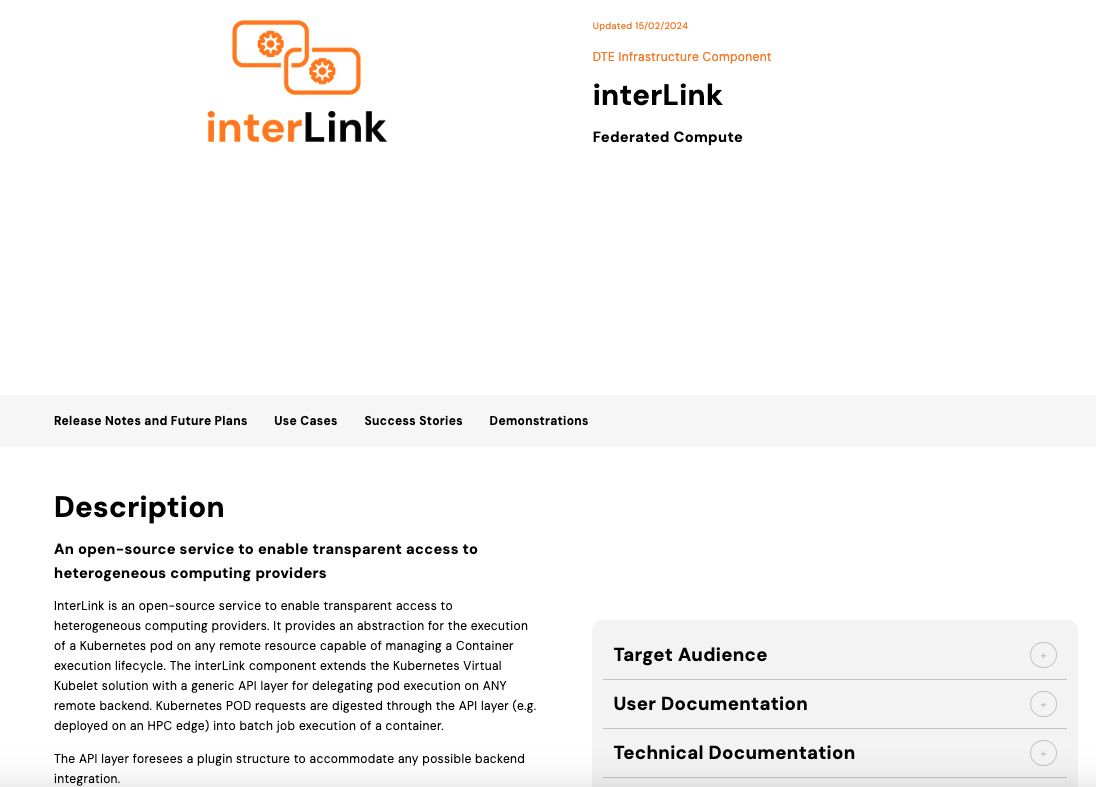 interLink
Updated 15/02/2024
DTE Infrastructure Component
interLink
Federated Compute
Release Notes and Future Plans
Use Cases
Success Stories
Demonstrations
Description
An open-source service to enable transparent access to
heterogeneous computing providers
InterLink is an open-source service to enable transparent access to
heterogeneous computing providers. It provides an abstraction for the execution
of a Kubernetes pod on any remote resource capable of managing a Container
execution lifecycle. The interLink component extends the Kubernetes Virtual
Kubelet solution with a generic API layer for delegating pod execution on ANY
remote backend. Kubernetes POD requests are digested through the API layer (e.g.
deployed on an HPC edge) into batch job execution of a container.
The API layer foresees a plugin structure to accommodate any possible backend
integration.
Target Audience
+
User Documentation
+
Technical Documentation
+